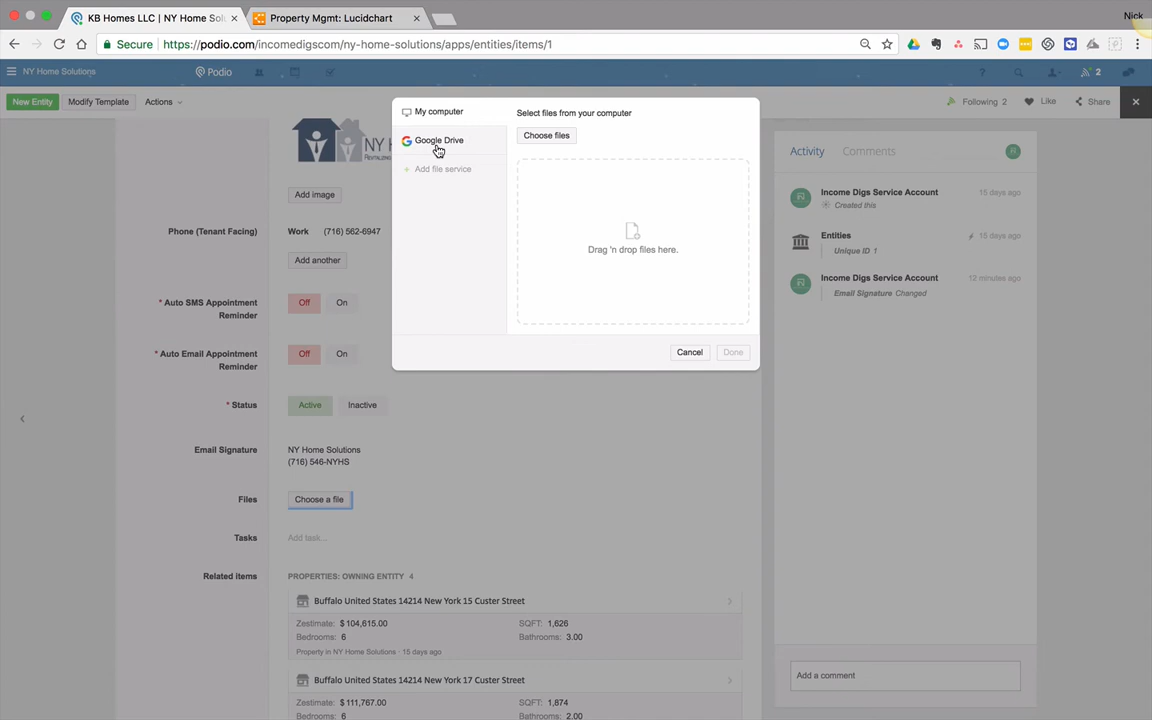 KB Homes LLC | NY Home Sol
Property Mgmt: Lucidchart
Nick
Secure
https://podio.com/incomedigscom/ny-home-solutions/apps/entities/items/1
NY Home Solutions
Podio
2
New Entity
Modify Template
Actions
Following 2
Like
Share
My computer
Google Drive
Add file service
Select files from your computer
Choose files
Drag 'n drop files here.
Cancel
Done
NY H
Add image
Phone (Tenant Facing)
Work (716) 562-6947
Add another
* Auto SMS Appointment
Reminder
Off On
* Auto Email Appointment
Reminder
Off On
* Status
Active Inactive
Email Signature
NY Home Solutions
(716) 546-NYHS
Files
Choose a file
Tasks
Add task...
Related items
PROPERTIES: OWNING ENTITY 4
Buffalo United States 14214 New York 15 Custer Street
Zestimate: $ 104,615.00 SQFT: 1,626
Bedrooms: 6 Bathrooms: 3.00
Property in NY Home Solutions · 15 days ago
Buffalo United States 14214 New York 17 Custer Street
Zestimate: $ 111,767.00 SQFT: 1,874
Bedrooms: 6 Bathrooms: 2.00
Activity
Comments
Income Digs Service Account 15 days ago
Created this
Entities 15 days ago
Unique ID 1
Income Digs Service Account 12 minutes ago
Email Signature Changed
Add a comment